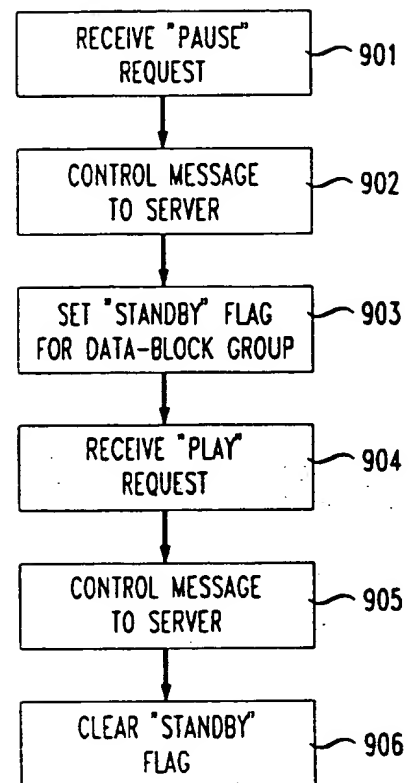 RECEIVE "PAUSE"
REQUEST
901
CONTROL MESSAGE
TO SERVER
902
SET "STANDBY" FLAG
FOR DATA-BLOCK GROUP
903
RECEIVE "PLAY"
REQUEST
904
CONTROL MESSAGE
TO SERVER
905
CLEAR "STANDBY"
FLAG
906